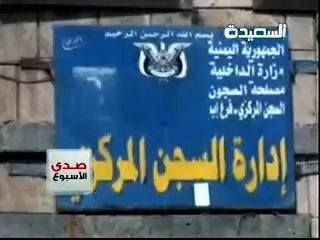 السعيدة
بسم الله الرحمن الرحيم
الجمهورية اليمنية
وزارة الداخلية
مصلحة السجون
السجن المركزي - فرع إب
إدارة السجن المركزي
صدى
الأسبوع